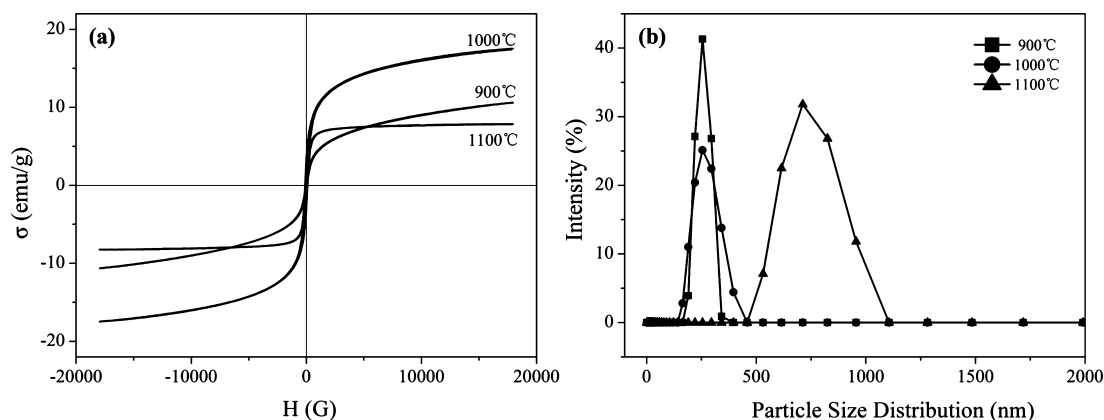 (a)
1000℃
900℃
1100℃
20
10
0
-10
-20
σ (emu/g)
-20000 -10000 0 10000 20000
H (G)
(b)
900℃
1000℃
1100℃
40
30
20
10
0
Intensity (%)
0 500 1000 1500 2000
Particle Size Distribution (nm)